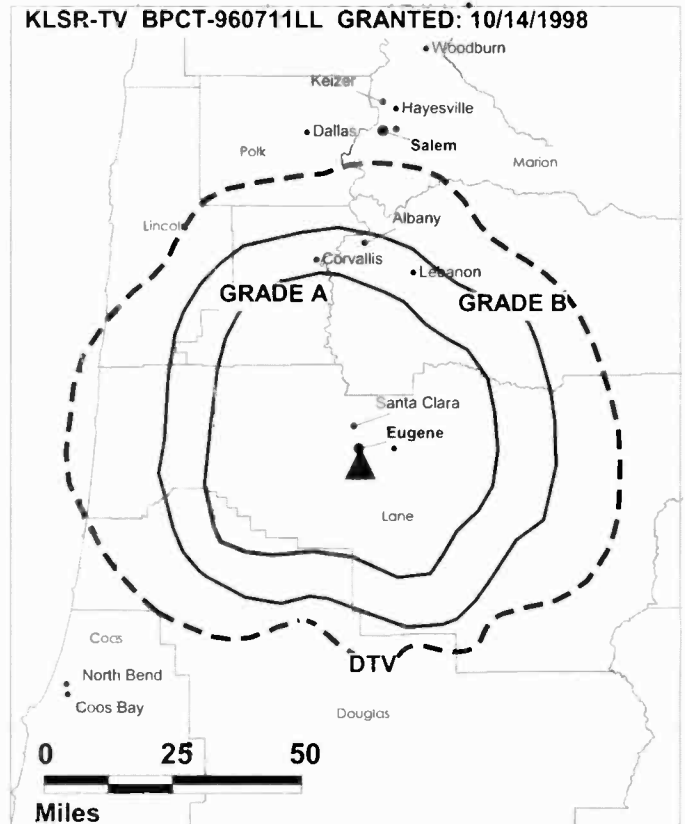 KLSR-TV BPCT-960711LL GRANTED: 10/14/1998
Woodburn
Keizer
Hayesville
Dallas
Salem
Polk
Marion
Lincoln
Albany
Corvallis
Lebanon
GRADE A
GRADE B
Santa Clara
Eugene
Lane
Coos
DTV
North Bend
Coos Bay
Douglas
0 25 50
Miles